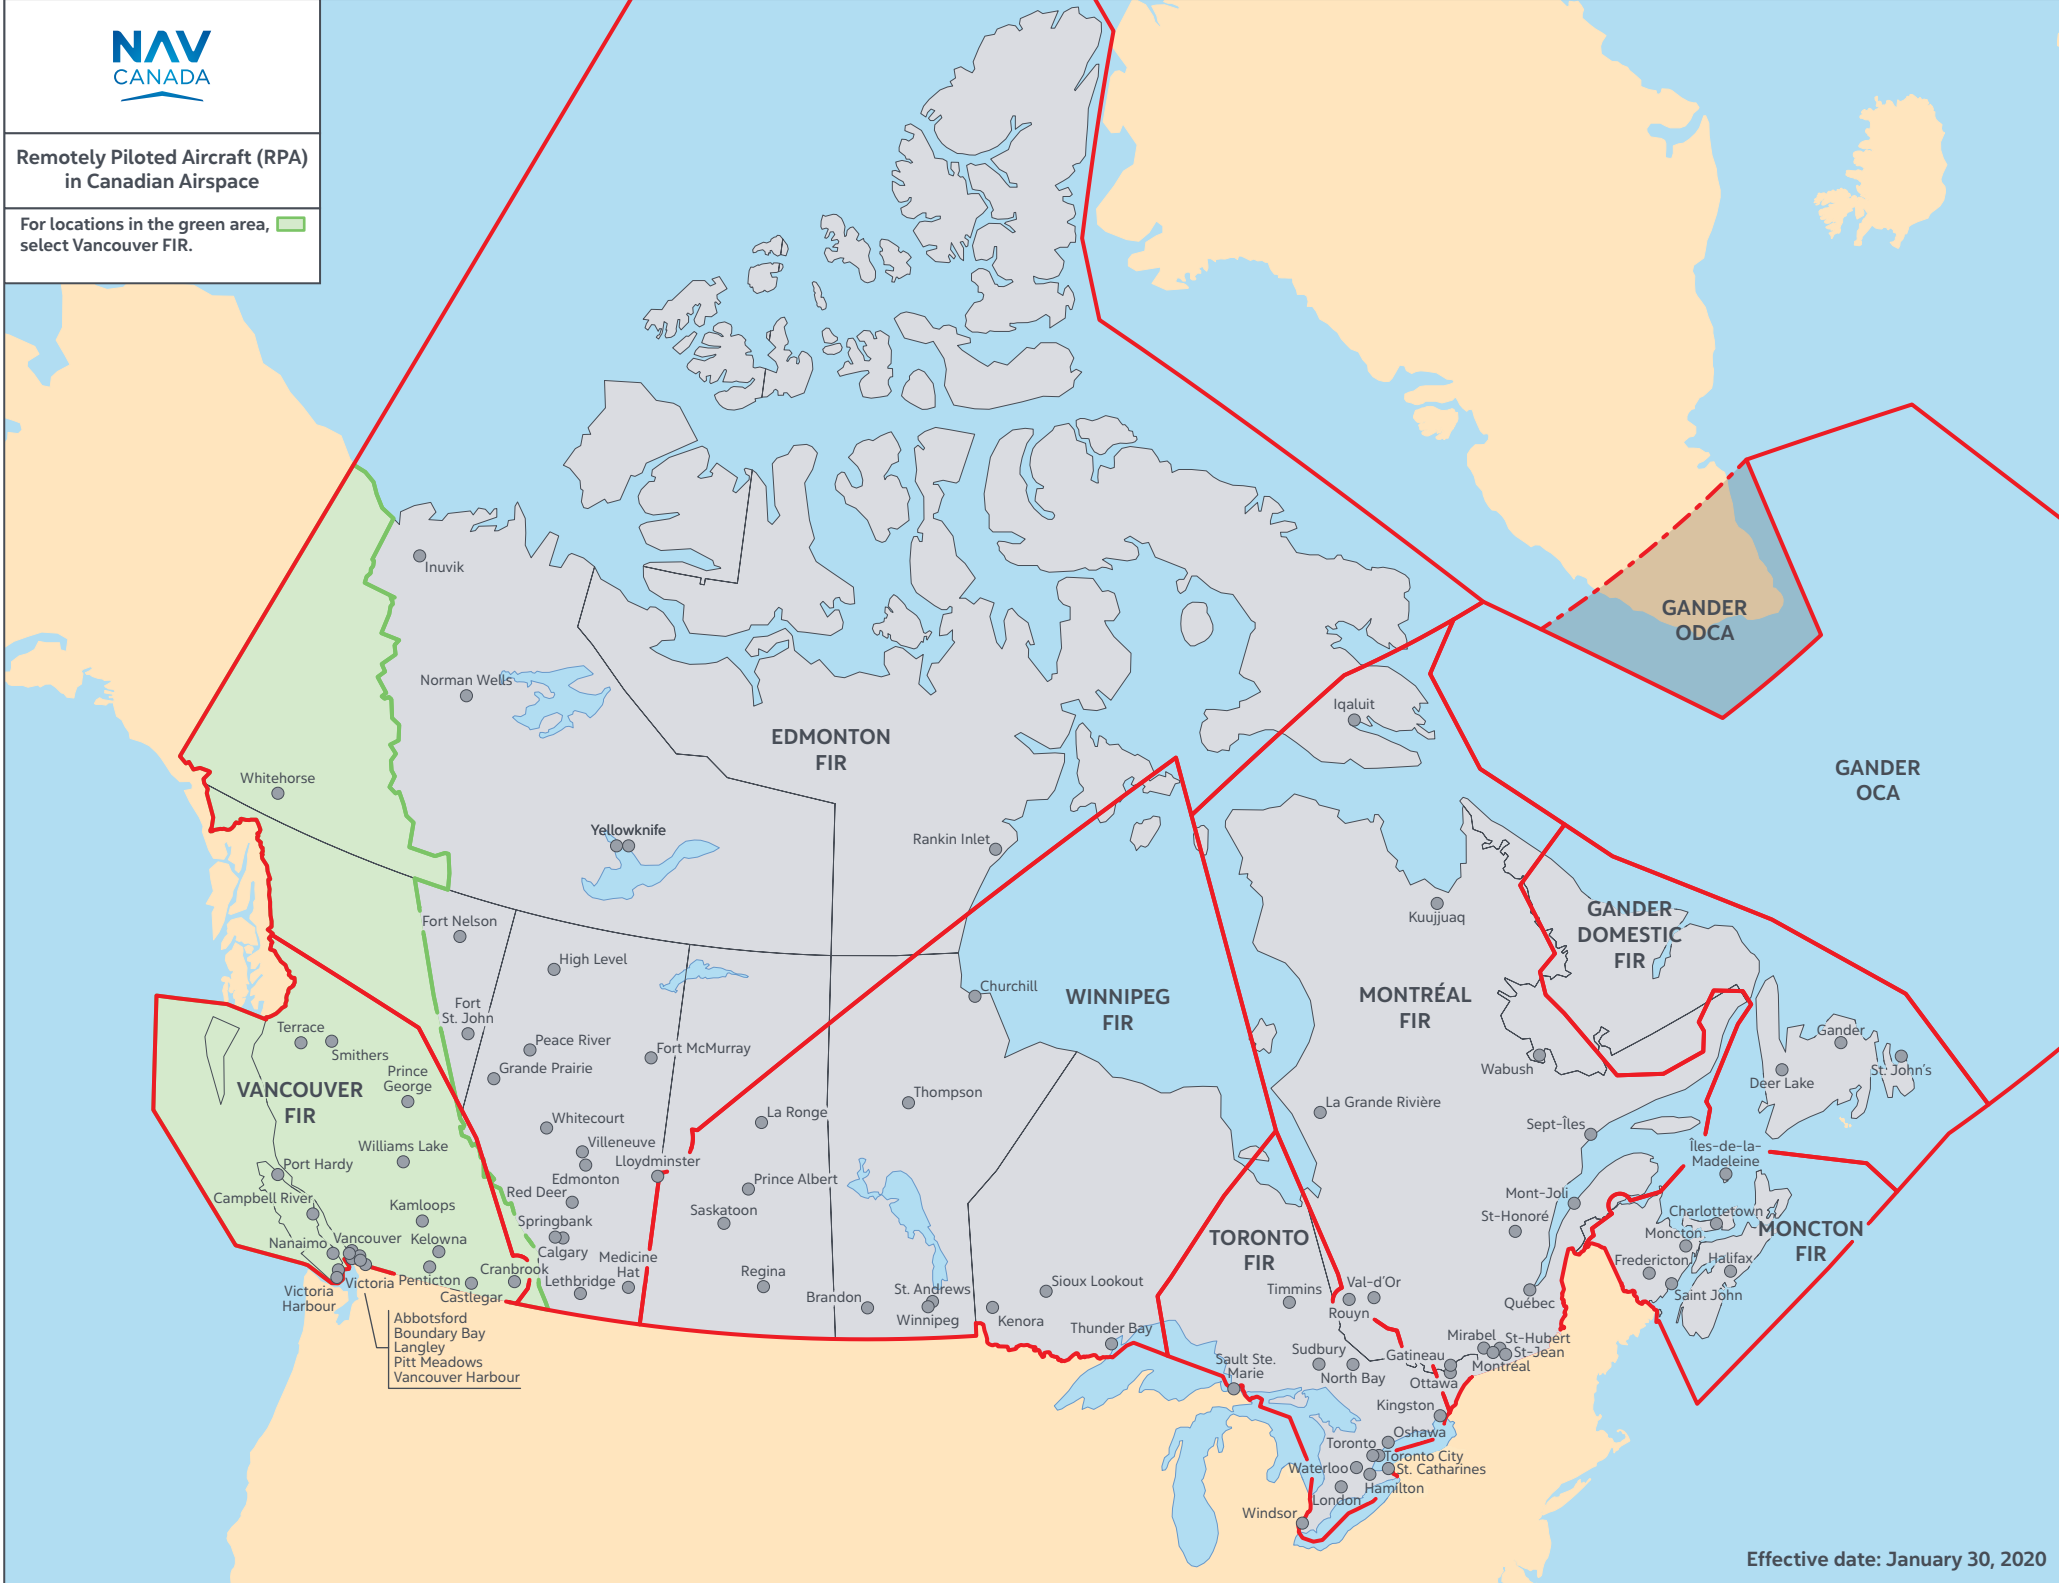 NAV
CANADA
Remotely Piloted Aircraft (RPA)
in Canadian Airspace
For locations in the green area,
select Vancouver FIR.
Inuvik
Norman Wells
EDMONTON
FIR
GANDER
ODCA
Iqaluit
GANDER
OCA
Whitehorse
Yellowknife
Rankin Inlet
Fort Nelson
High Level
Churchill
WINNIPEG
FIR
MONTRÉAL
FIR
Kuujjuaq
GANDER
DOMESTIC
FIR
Fort
St. John
Peace River
Fort McMurray
Grande Prairie
Terrace
Smithers
Prince
George
VANCOUVER
FIR
Wabush
Gander
Deer Lake
St. John's
Whitecourt
La Ronge
Thompson
La Grande Rivière
Sept-Îles
Villeneuve
Lloydminster
Edmonton
Williams Lake
Port Hardy
Îles-de-la-
Madeleine
Red Deer
Prince Albert
Campbell River
Kamloops
Mont-Joli
St-Honoré
Charlottetown
Springbank
Saskatoon
Nanaimo
Vancouver
Kelowna
Calgary
TORONTO
FIR
Moncton
MONCTON
FIR
Cranbrook
Medicine
Hat
Fredericton
Halifax
Victoria
Penticton
Castlegar
Lethbridge
Regina
St. Andrews
Sioux Lookout
Timmins
Val-d'Or
Saint John
Victoria
Harbour
Brandon
Winnipeg
Kenora
Rouyn
Québec
Abbotsford
Boundary Bay
Langley
Pitt Meadows
Vancouver Harbour
Thunder Bay
Mirabel
St-Hubert
St-Jean
Montréal
Sault Ste.
Marie
Sudbury
North Bay
Gatineau
Ottawa
Kingston
Oshawa
Toronto
Toronto City
Waterloo
St. Catharines
Hamilton
London
Windsor
Effective date: January 30, 2020